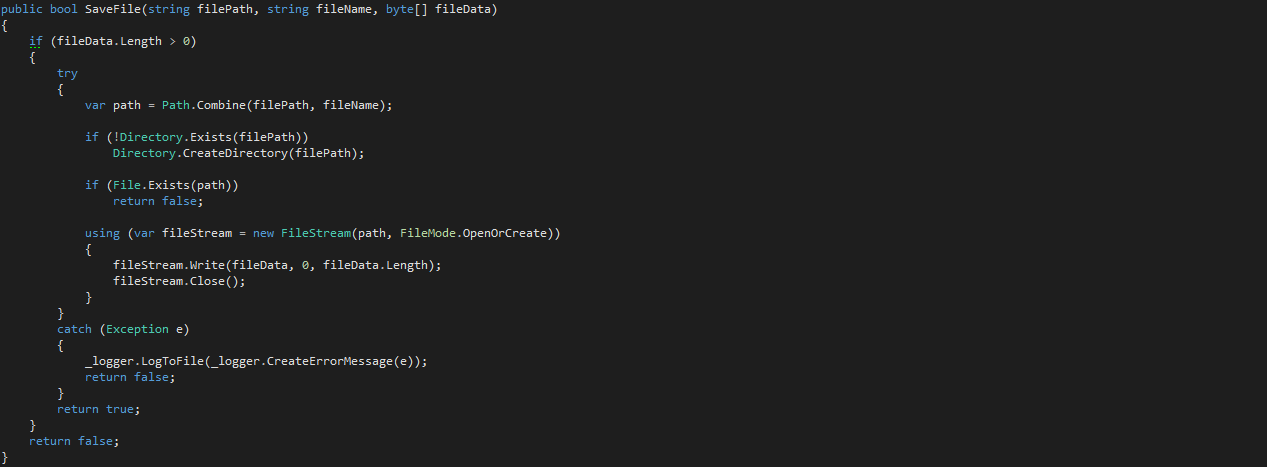 public bool SaveFile(string filePath, string fileName, byte[] fileData)
{
    if (fileData.Length > 0)
    {
        try
        {
            var path = Path.Combine(filePath, fileName);

            if (!Directory.Exists(filePath))
                Directory.CreateDirectory(filePath);

            if (File.Exists(path))
                return false;

            using (var fileStream = new FileStream(path, FileMode.OpenOrCreate))
            {
                fileStream.Write(fileData, 0, fileData.Length);
                fileStream.Close();
            }
        }
        catch (Exception e)
        {
            _logger.LogToFile(_logger.CreateErrorMessage(e));
            return false;
        }
        return true;
    }
    return false;
}